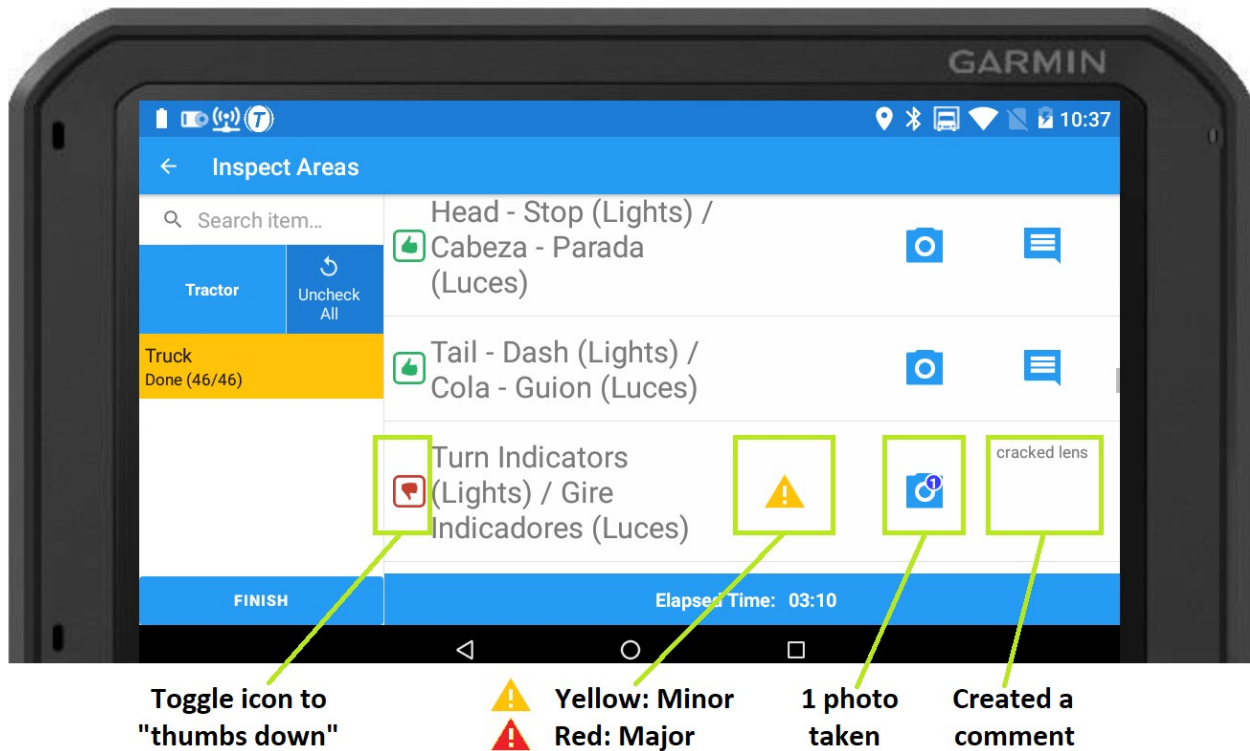 GARMIN
T
10:37
Inspect Areas
Search item...
Tractor
Uncheck
All
Truck
Done (46/46)
FINISH
Head - Stop (Lights) /
Cabeza - Parada
(Luces)
Tail - Dash (Lights) /
Cola - Guion (Luces)
Turn Indicators
(Lights) / Gire
Indicadores (Luces)
1
cracked lens
Elapsed Time: 03:10
Toggle icon to
"thumbs down"
Yellow: Minor
Red: Major
1 photo
taken
Created a
comment